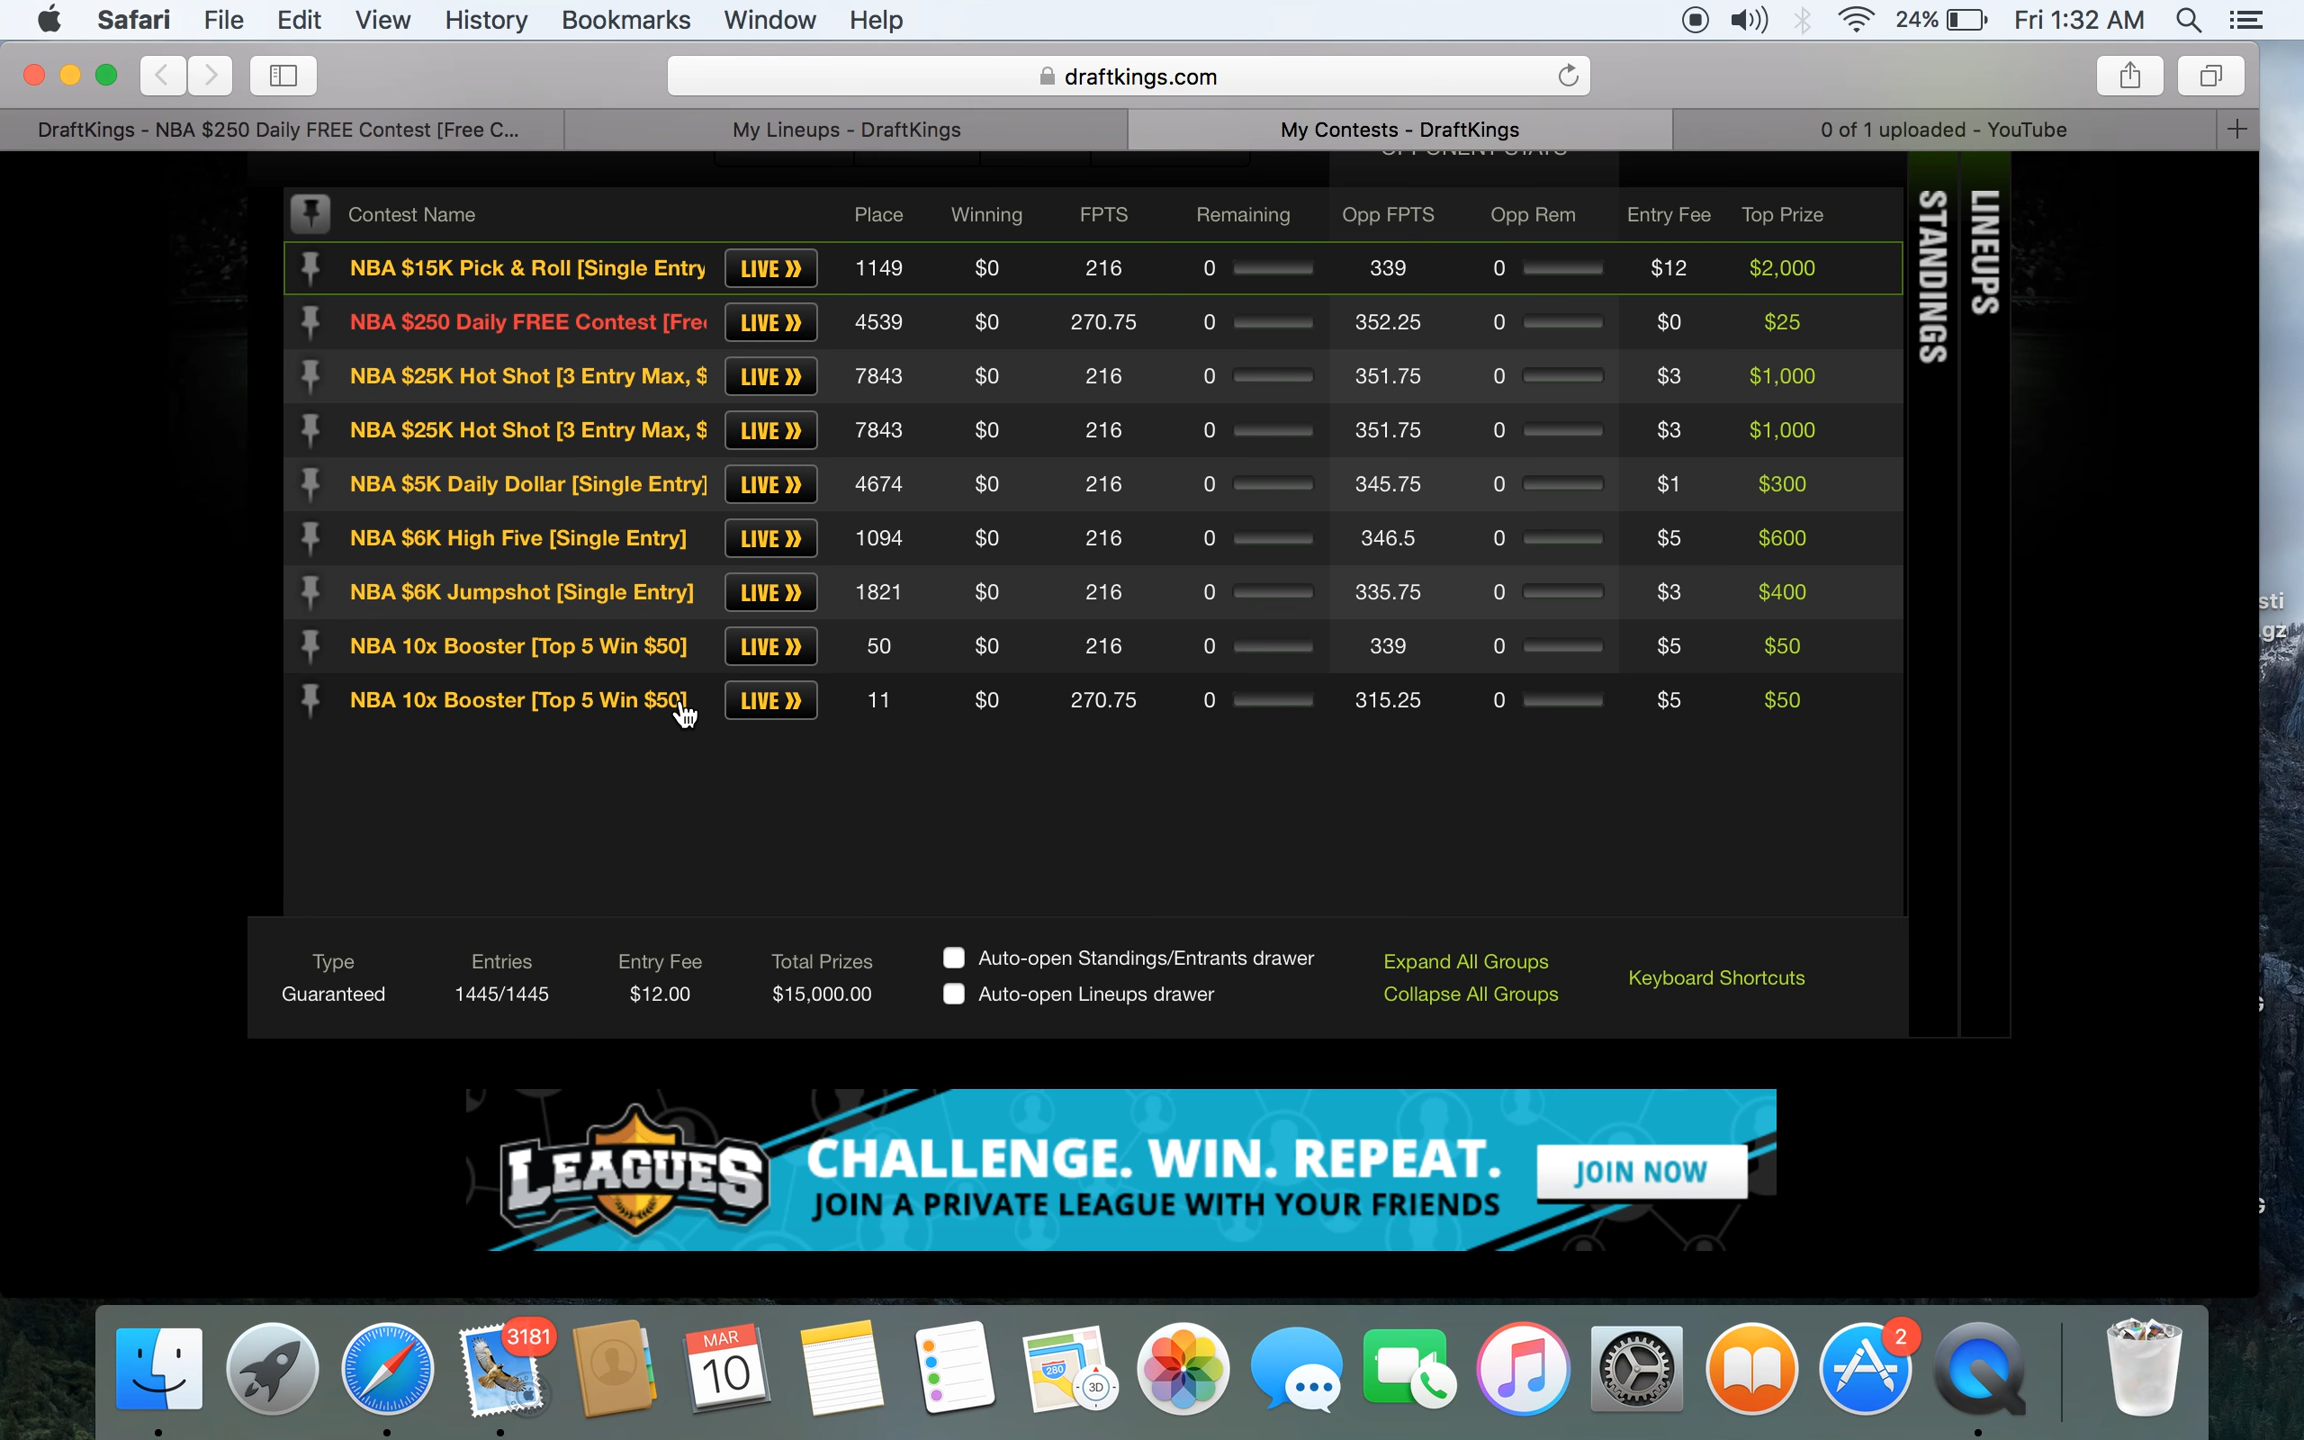 Safari File Edit View History Bookmarks Window Help 24% Fri 1:32 AM
draftkings.com
DraftKings - NBA $250 Daily FREE Contest [Free C... My Lineups - DraftKings My Contests - DraftKings 0 of 1 uploaded - YouTube
OPPONENT STATS
Contest Name Place Winning FPTS Remaining Opp FPTS Opp Rem Entry Fee Top Prize
NBA $15K Pick & Roll [Single Entry LIVE 1149 $0 216 0 339 0 $12 $2,000
NBA $250 Daily FREE Contest [Free LIVE 4539 $0 270.75 0 352.25 0 $0 $25
NBA $25K Hot Shot [3 Entry Max, $ LIVE 7843 $0 216 0 351.75 0 $3 $1,000
NBA $25K Hot Shot [3 Entry Max, $ LIVE 7843 $0 216 0 351.75 0 $3 $1,000
NBA $5K Daily Dollar [Single Entry] LIVE 4674 $0 216 0 345.75 0 $1 $300
NBA $6K High Five [Single Entry] LIVE 1094 $0 216 0 346.5 0 $5 $600
NBA $6K Jumpshot [Single Entry] LIVE 1821 $0 216 0 335.75 0 $3 $400
NBA 10x Booster [Top 5 Win $50] LIVE 50 $0 216 0 339 0 $5 $50
NBA 10x Booster [Top 5 Win $50] LIVE 11 $0 270.75 0 315.25 0 $5 $50
STANDINGS
LINEUPS
sti
.gz
Type Entries Entry Fee Total Prizes
Guaranteed 1445/1445 $12.00 $15,000.00
Auto-open Standings/Entrants drawer
Auto-open Lineups drawer
Expand All Groups
Collapse All Groups
Keyboard Shortcuts
LEAGUES
CHALLENGE. WIN. REPEAT.
JOIN A PRIVATE LEAGUE WITH YOUR FRIENDS
JOIN NOW
3181
MAR
10
280
3D
2